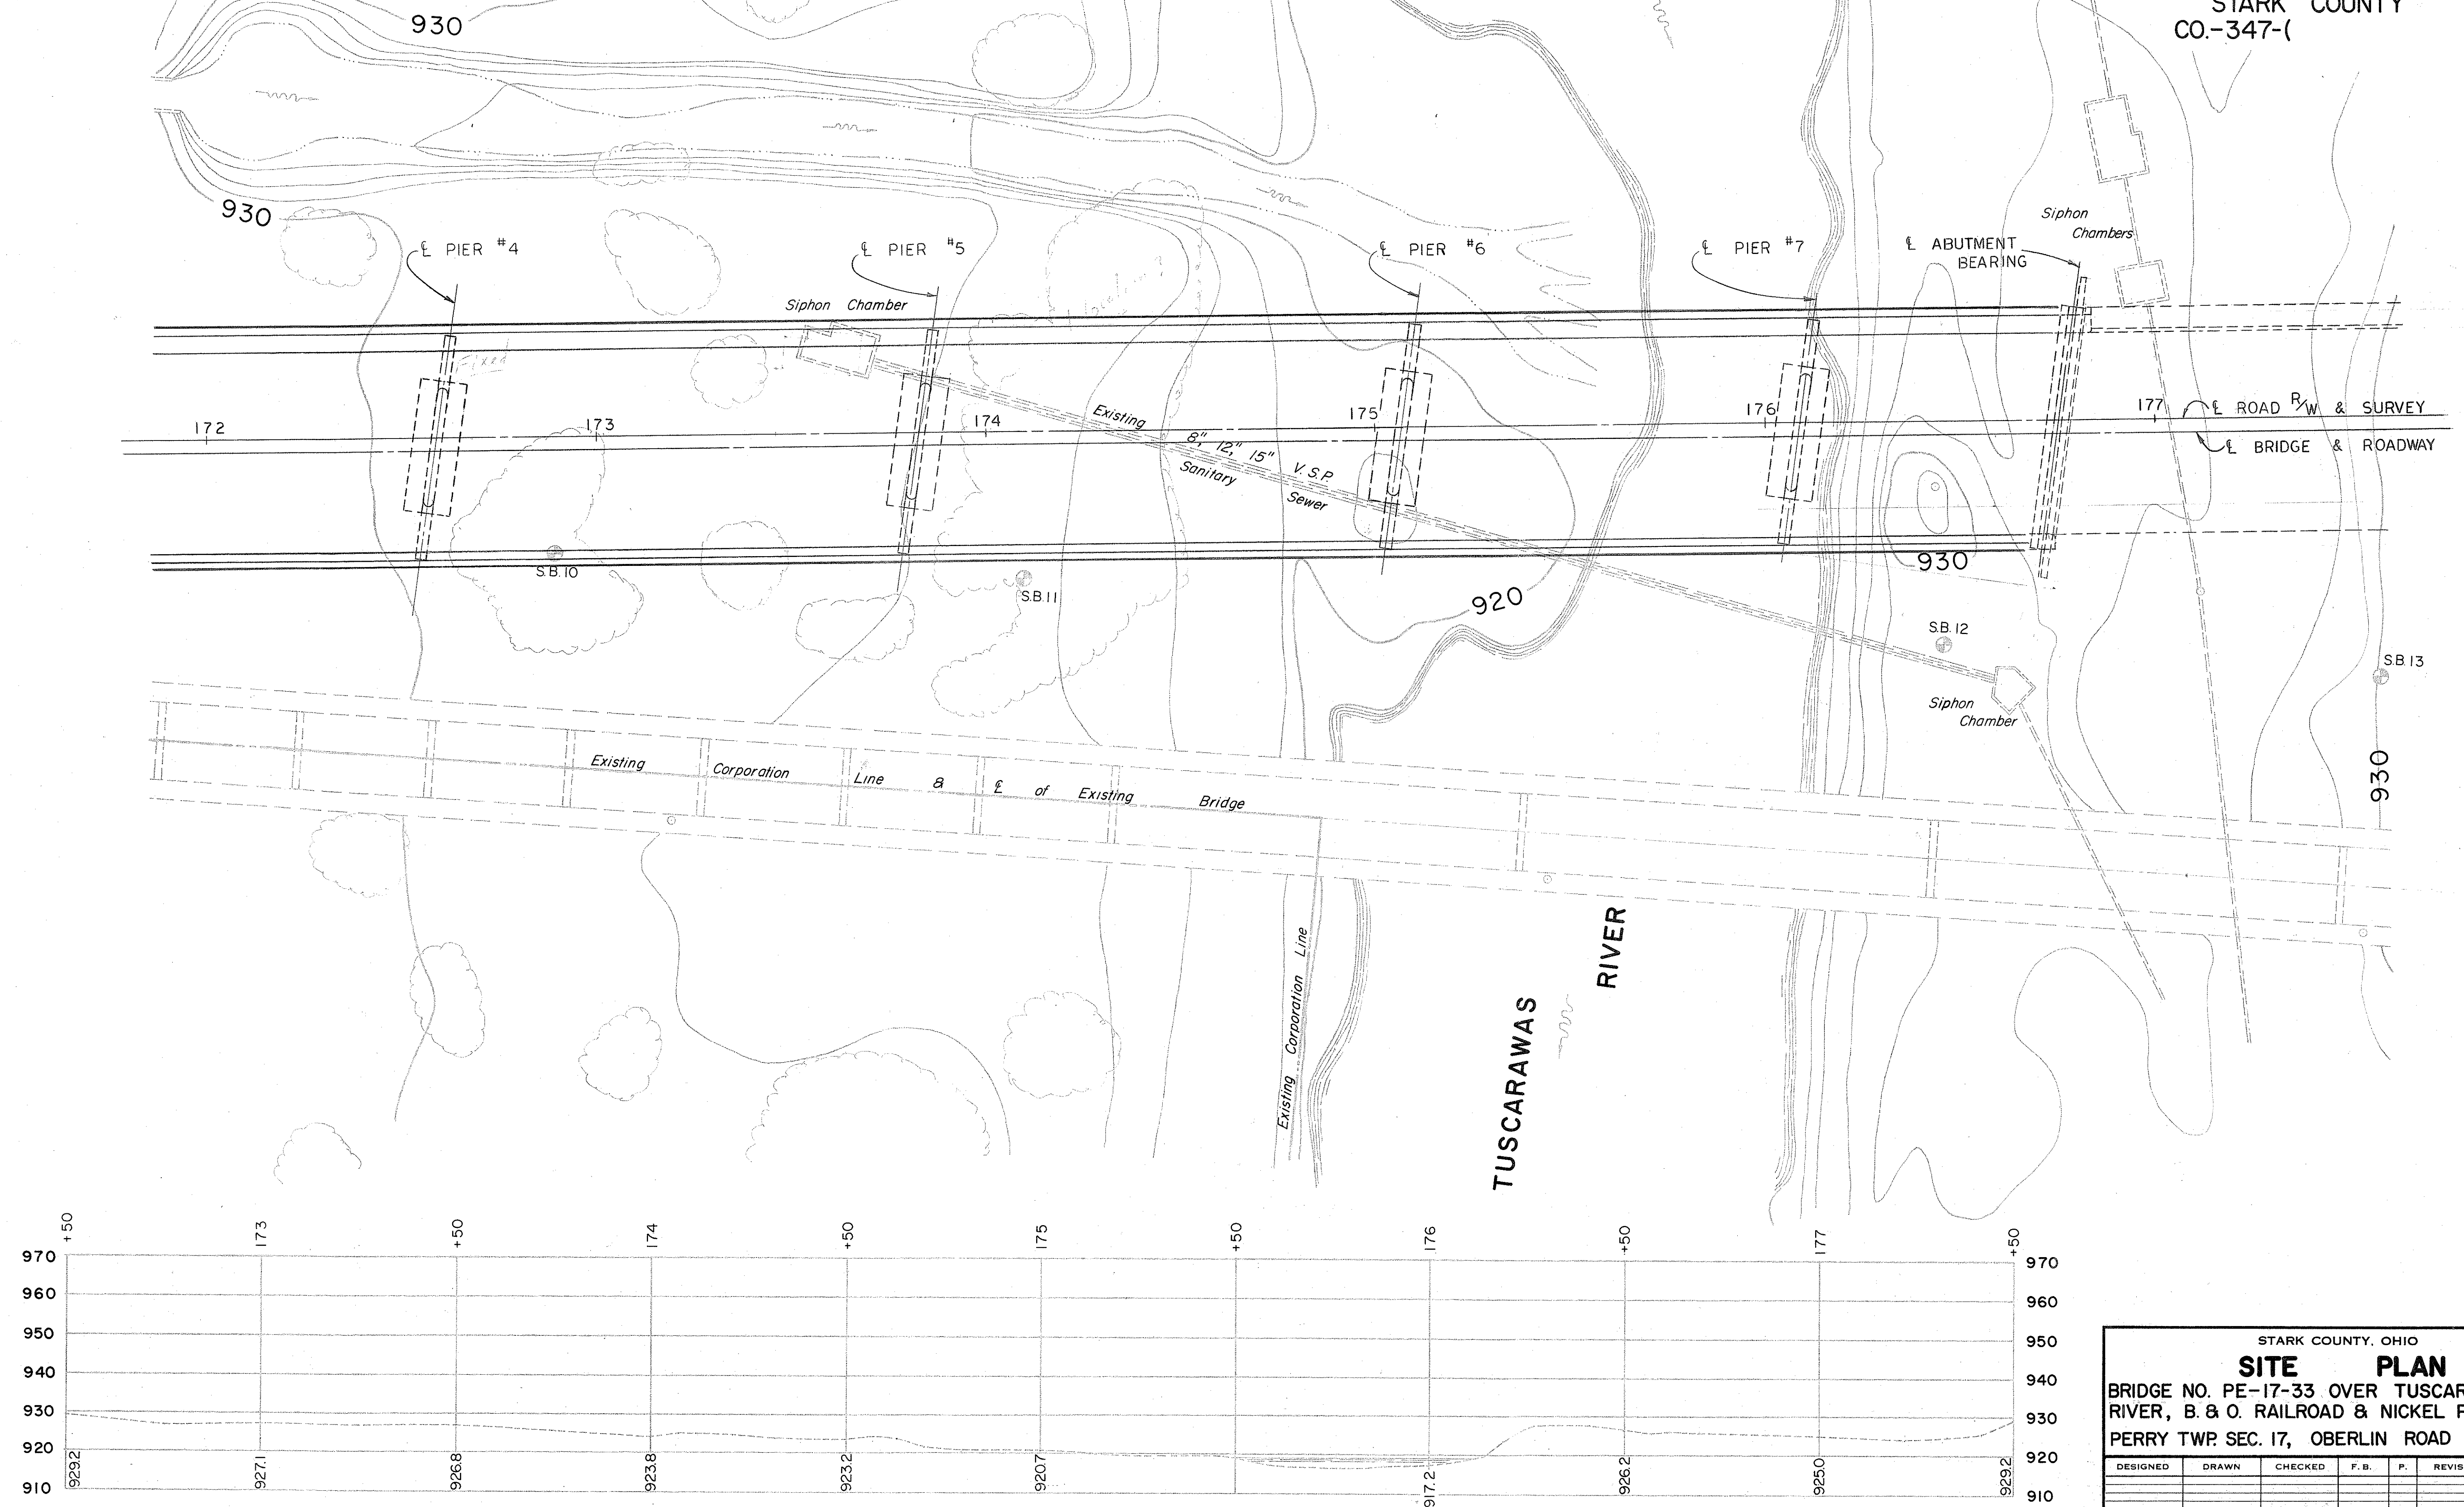 STARK COUNTY
CO.-347-(
930
930
℄ PIER #4
℄ PIER #5
℄ PIER #6
℄ PIER #7
℄ ABUTMENT
BEARING
Siphon
Chambers
Siphon Chamber
Fixed
172
173
174
175
176
177
℄ ROAD R/W & SURVEY
℄ BRIDGE & ROADWAY
Existing
8", 12", 15" V.S.P.
Sanitary
Sewer
S.B.10
S.B.11
920
930
S.B.12
S.B.13
Siphon
Chamber
930
Existing Corporation Line & ℄ of Existing Bridge
Existing Corporation Line
TUSCARAWAS
RIVER
+50 173 +50 174 +50 175 +50 176 +50 177 +50
970 970
960 960
950 950
940 940
930 930
920 920
910 910
929.2 927.1 926.8 923.8 923.2 920.7 917.2 926.2 925.0 929.2
STARK COUNTY, OHIO
SITE PLAN
BRIDGE NO. PE-17-33 OVER TUSCAR
RIVER, B. & O. RAILROAD & NICKEL
PERRY TWP. SEC. 17, OBERLIN ROAD
DESIGNED DRAWN CHECKED F.B. P. REVIS